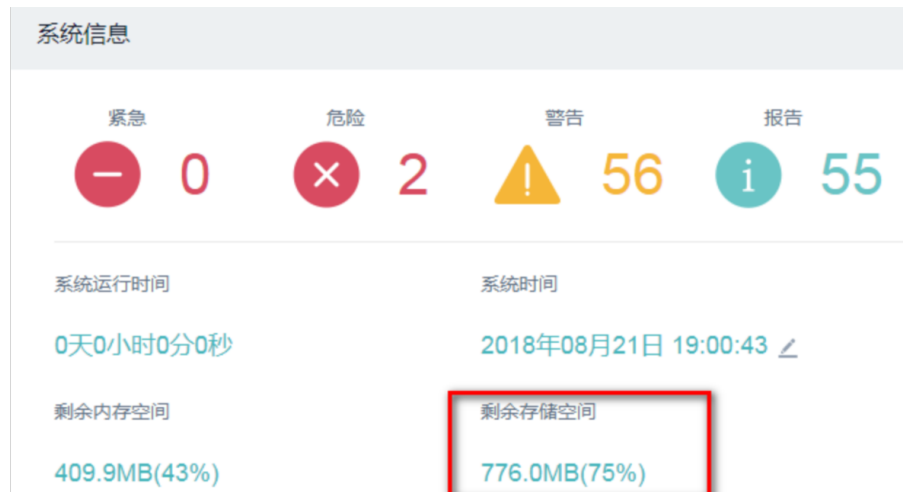 系统信息
紧急 危险 警告 报告
0 2 56 55
系统运行时间 系统时间
0天0小时0分0秒 2018年08月21日 19:00:43
剩余内存空间 剩余存储空间
409.9MB(43%) 776.0MB(75%)